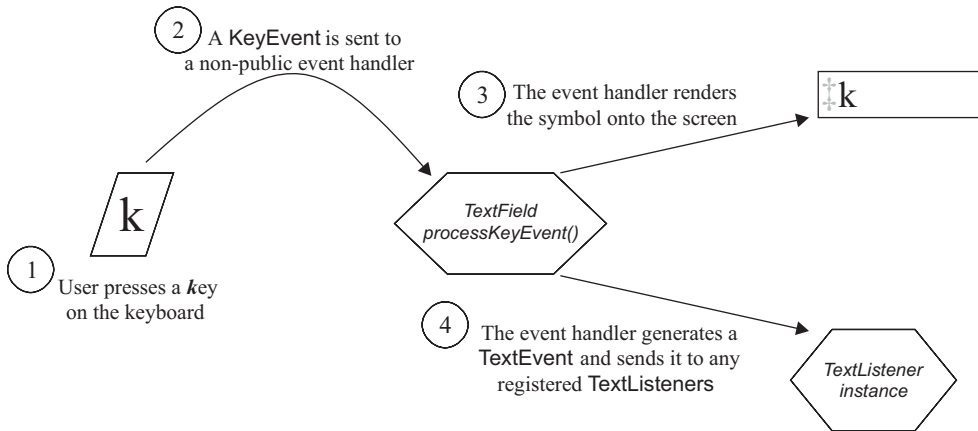 1
User presses a key
on the keyboard
k
2
A KeyEvent is sent to
a non-public event handler
TextField
processKeyEvent()
3
The event handler renders
the symbol onto the screen
‡k
4
The event handler generates a
TextEvent and sends it to any
registered TextListeners
TextListener
instance